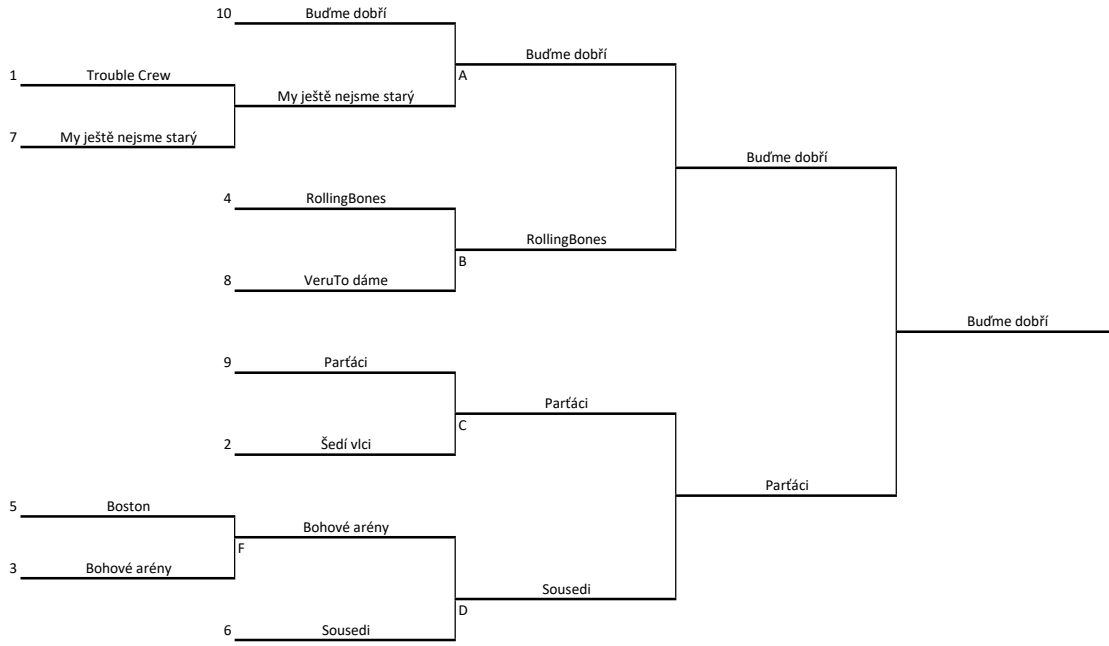 10 Buďme dobří
Buďme dobří
1 Trouble Crew
A
My ještě nejsme starý
7 My ještě nejsme starý
Buďme dobří
4 RollingBones
RollingBones
B
8 VeruTo dáme
Buďme dobří
9 Parťáci
Parťáci
C
2 Šedí vlci
Parťáci
5 Boston
Bohové arény
F
3 Bohové arény
Sousedi
D
6 Sousedi